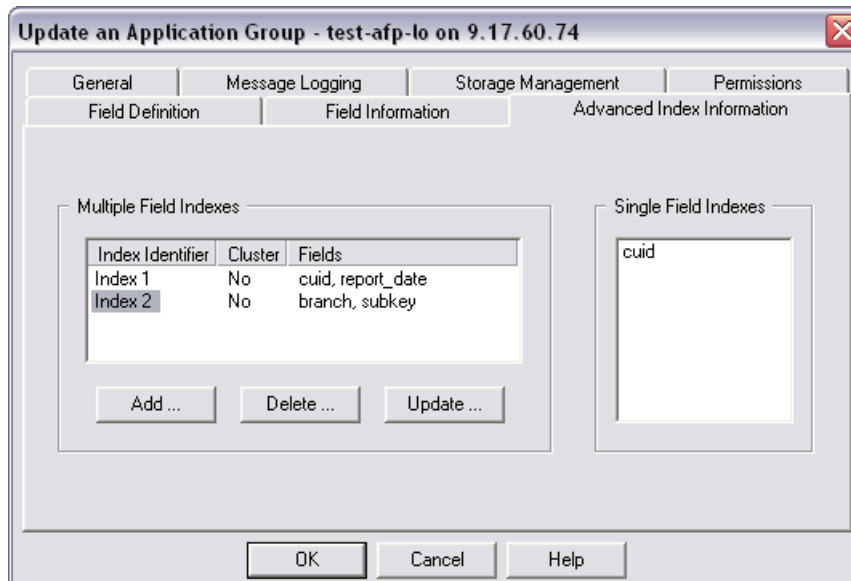 Update an Application Group - test-afp-lo on 9.17.60.74
General Message Logging Storage Management Permissions
Field Definition Field Information Advanced Index Information
Multiple Field Indexes
Index Identifier Cluster Fields
Index 1 No cuid, report_date
Index 2 No branch, subkey
Add ... Delete ... Update ...
Single Field Indexes
cuid
OK Cancel Help